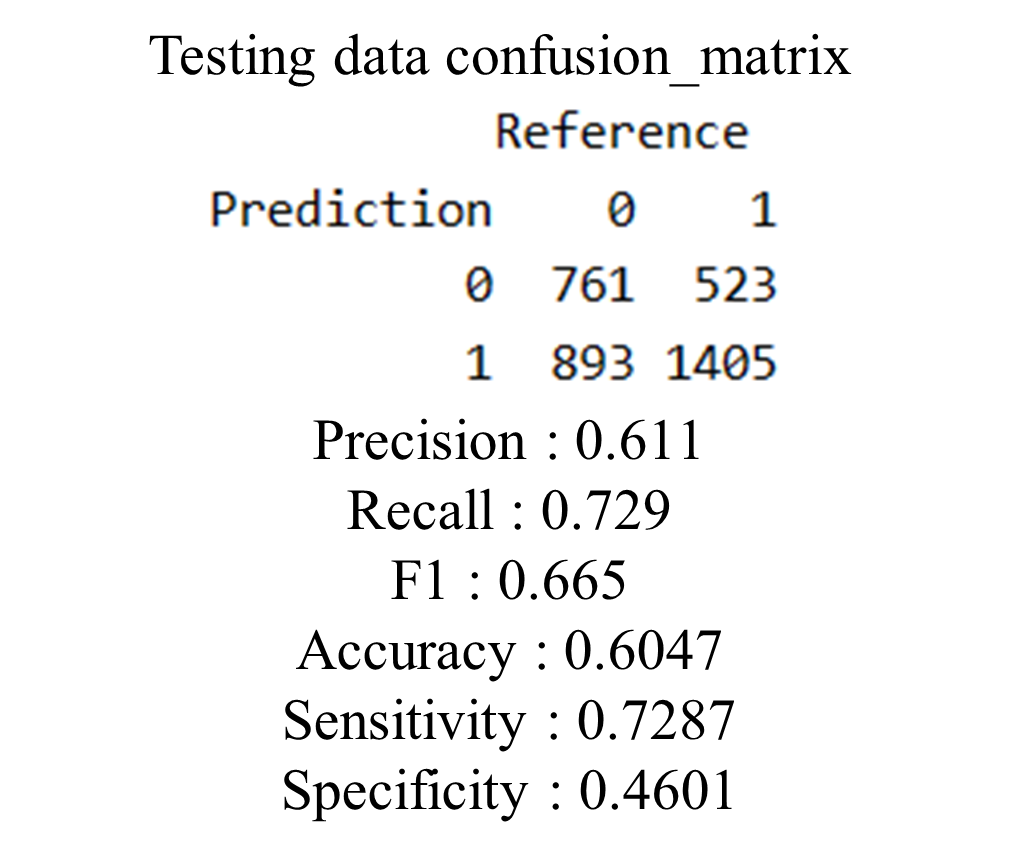 Testing data confusion_matrix
Reference
Prediction 0 1
0 761 523
1 893 1405
Precision : 0.611
Recall : 0.729
F1 : 0.665
Accuracy : 0.6047
Sensitivity : 0.7287
Specificity : 0.4601